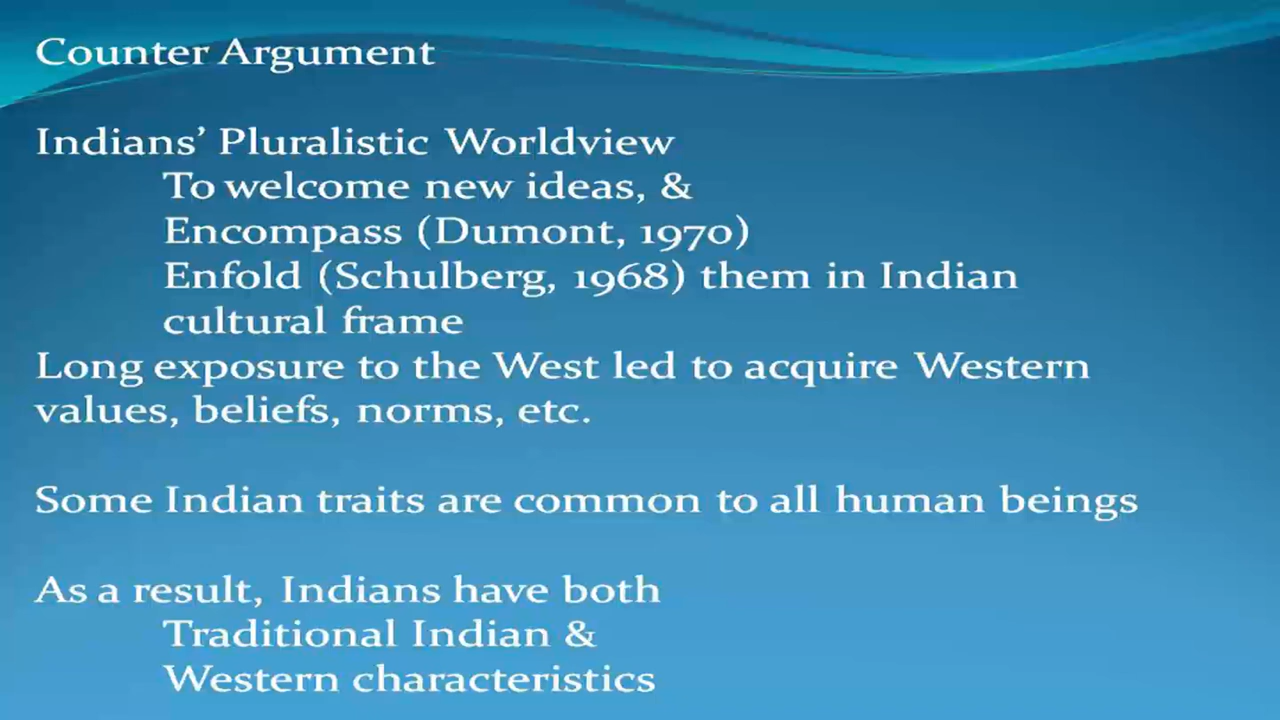 Counter Argument
Indians’ Pluralistic Worldview
To welcome new ideas, &
Encompass (Dumont, 1970)
Enfold (Schulberg, 1968) them in Indian
cultural frame
Long exposure to the West led to acquire Western
values, beliefs, norms, etc.
Some Indian traits are common to all human beings
As a result, Indians have both
Traditional Indian &
Western characteristics